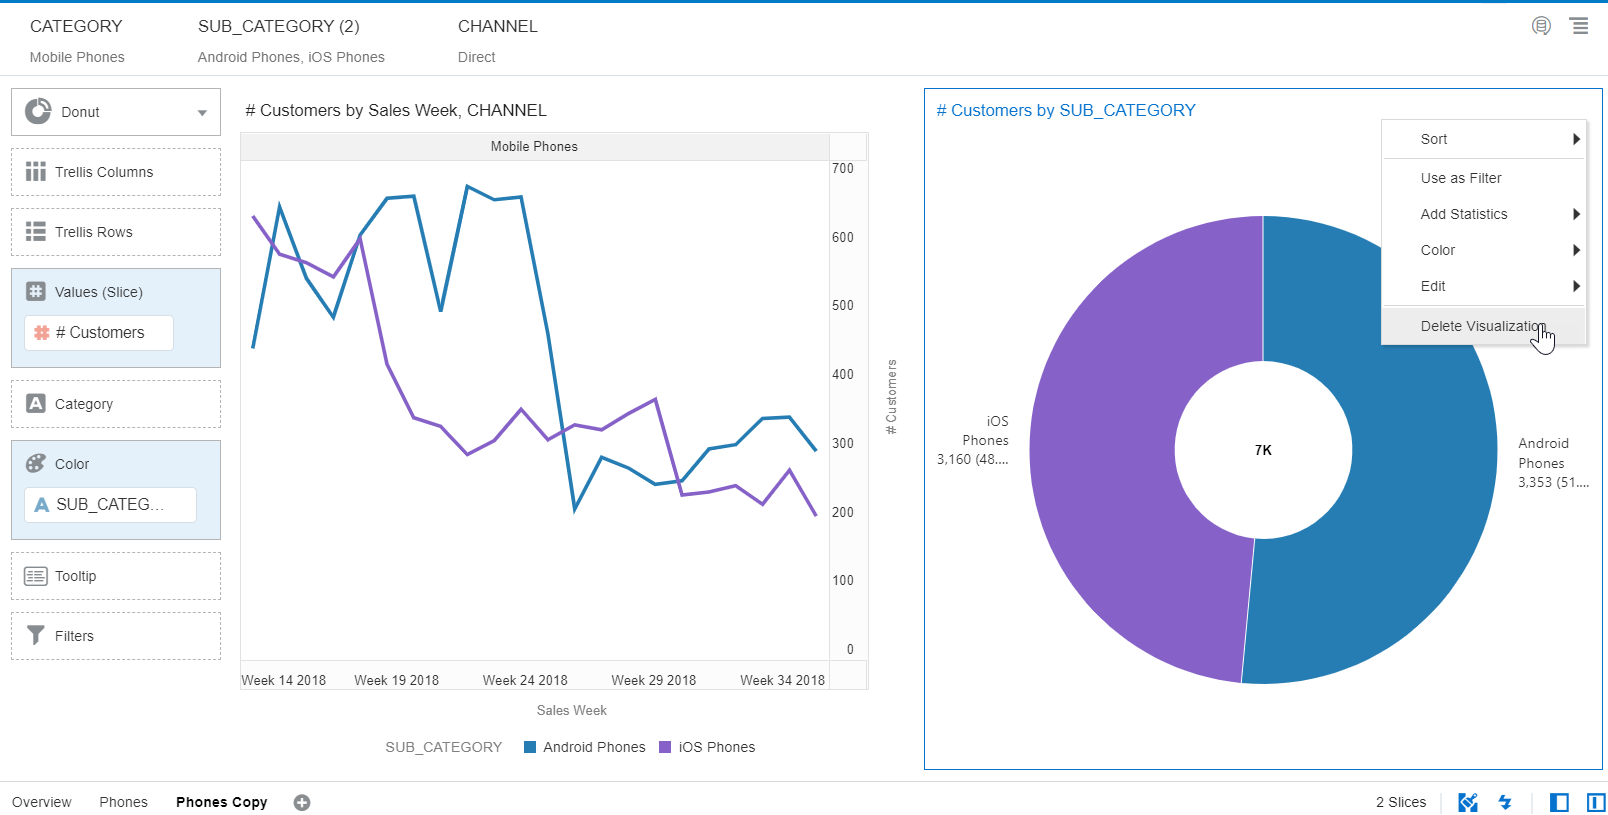 CATEGORY
Mobile Phones
SUB_CATEGORY (2)
Android Phones, iOS Phones
CHANNEL
Direct
Donut
Trellis Columns
Trellis Rows
Values (Slice)
# Customers
Category
Color
SUB_CATEG...
Tooltip
Filters
# Customers by Sales Week, CHANNEL
Mobile Phones
700
600
500
400
300
200
100
0
# Customers
Week 14 2018
Week 19 2018
Week 24 2018
Week 29 2018
Week 34 2018
Sales Week
SUB_CATEGORY
Android Phones
iOS Phones
# Customers by SUB_CATEGORY
Sort
Use as Filter
Add Statistics
Color
Edit
Delete Visualization
iOS
Phones
3,160 (48....
7K
Android
Phones
3,353 (51....
Overview
Phones
Phones Copy
2 Slices